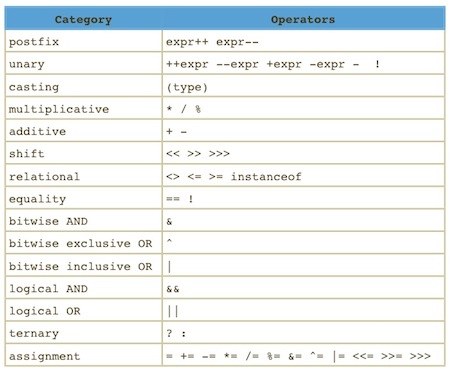 Category Operators
postfix expr++ expr--
unary ++expr --expr +expr -expr - !
casting (type)
multiplicative * / %
additive + -
shift << >> >>>
relational <> <= >= instanceof
equality == !
bitwise AND &
bitwise exclusive OR ^
bitwise inclusive OR |
logical AND &&
logical OR ||
ternary ? :
assignment = += -= *= /= %= &= ^= |= <<= >>= >>>